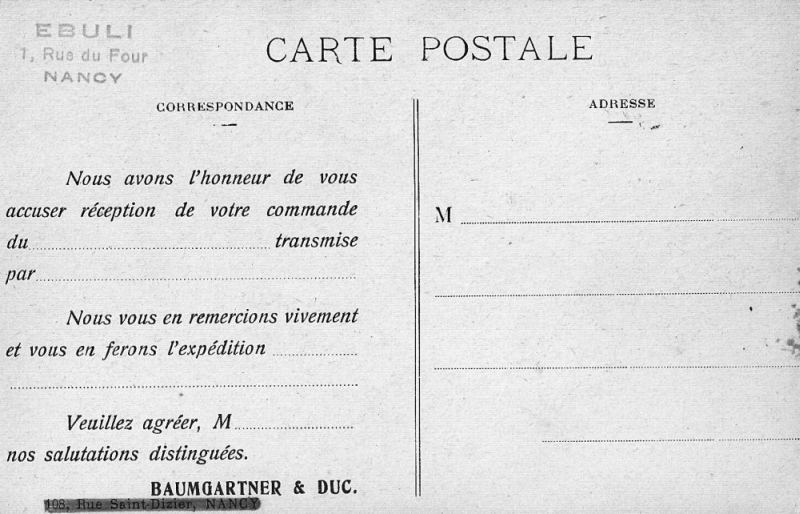 EBULI
1, Rue du Four
NANCY
CARTE POSTALE
CORRESPONDANCE
Nous avons l'honneur de vous
accuser réception de votre commande
du transmise
par
Nous vous en remercions vivement
et vous en ferons l'expédition
Veuillez agréer, M
nos salutations distinguées.
BAUMGARTNER & DUC.
108, Rue Saint-Dizier, NANCY
ADRESSE
M